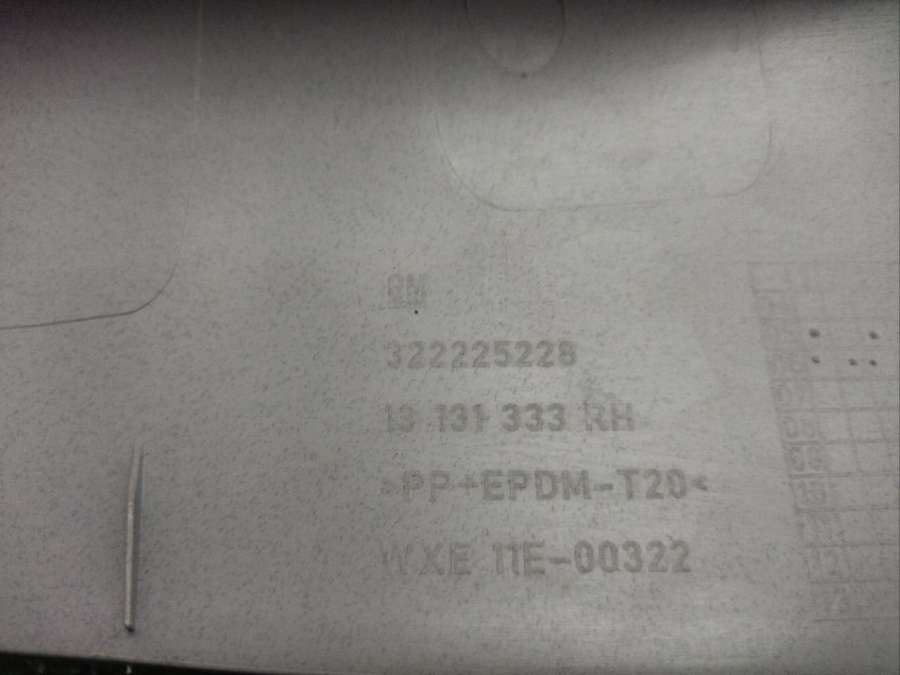 GM
322225228
13 131 333 RH
>PP+EPDM-T20<
WXE 11E-00322